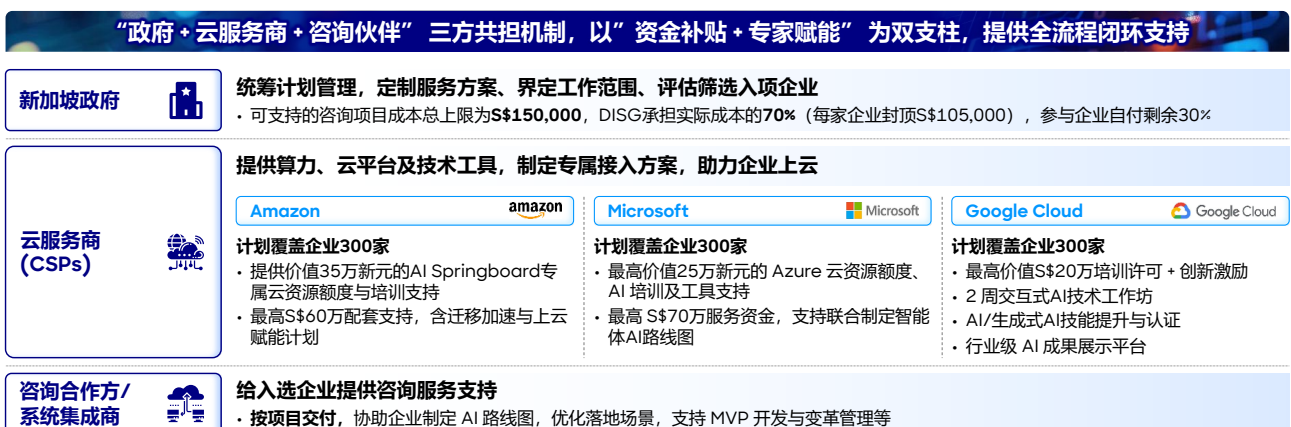 “政府 + 云服务商 + 咨询伙伴” 三方共担机制，以”资金补贴 + 专家赋能” 为双支柱，提供全流程闭环支持
新加坡政府
统筹计划管理，定制服务方案、界定工作范围、评估筛选入项企业
• 可支持的咨询项目成本总上限为S$150,000，DISG承担实际成本的70%（每家企业封顶S$105,000），参与企业自付剩余30%
云服务商
(CSPs)
提供算力、云平台及技术工具，制定专属接入方案，助力企业上云
Amazon
amazon
计划覆盖企业300家
• 提供价值35万新元的AI Springboard专
属云资源额度与培训支持
• 最高S$60万配套支持，含迁移加速与上云
赋能计划
Microsoft
Microsoft
计划覆盖企业300家
• 最高价值25万新元的 Azure 云资源额度、
AI 培训及工具支持
• 最高 S$70万服务资金，支持联合制定智能
体AI路线图
Google Cloud
Google Cloud
计划覆盖企业300家
• 最高价值S$20万培训许可 + 创新激励
• 2 周交互式AI技术工作坊
• AI/生成式AI技能提升与认证
• 行业级 AI 成果展示平台
咨询合作方/
系统集成商
给入选企业提供咨询服务支持
• 按项目交付，协助企业制定 AI 路线图，优化落地场景，支持 MVP 开发与变革管理等